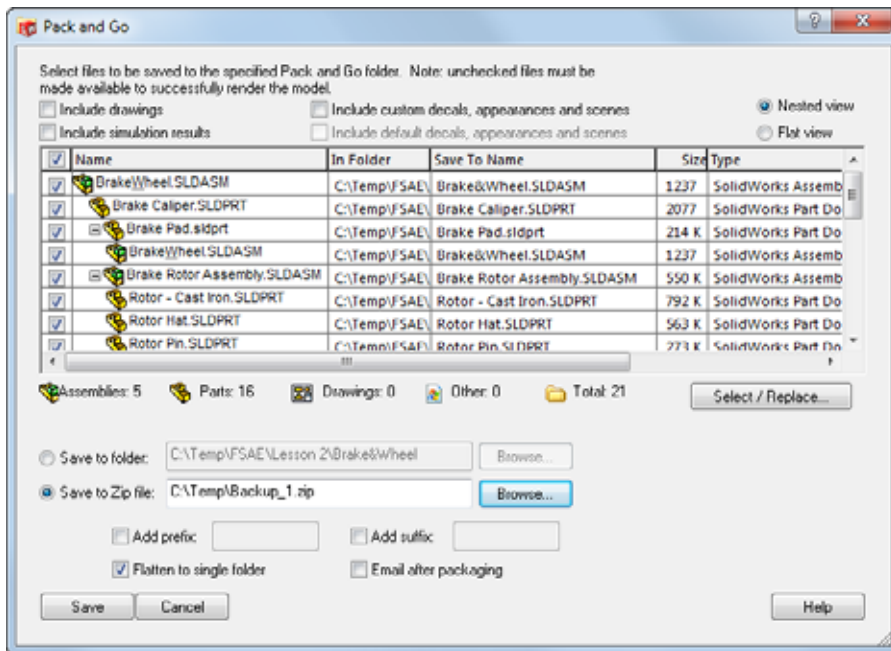 Pack and Go
Select files to be saved to the specified Pack and Go folder. Note: unchecked files must be
made available to successfully render the model.
Include drawings Include custom decals, appearances and scenes Nested view
Include simulation results Include default decals, appearances and scenes Flat view
Name In Folder Save To Name Size Type
BrakeWheel.SLDASM C:\Temp\FSAE\ Brake&Wheel.SLDASM 1237 SolidWorks Assemb
Brake Caliper.SLDPRT C:\Temp\FSAE\ Brake Caliper.SLDPRT 2077 SolidWorks Part Do
Brake Pad.sldprt C:\Temp\FSAE\ Brake Pad.sldprt 214 K SolidWorks Part Do
BrakeWheel.SLDASM C:\Temp\FSAE\ Brake&Wheel.SLDASM 1237 SolidWorks Assemb
Brake Rotor Assembly.SLDASM C:\Temp\FSAE\ Brake Rotor Assembly.SLDASM 550 K SolidWorks Assemb
Rotor - Cast Iron.SLDPRT C:\Temp\FSAE\ Rotor - Cast Iron.SLDPRT 792 K SolidWorks Part Do
Rotor Hat.SLDPRT C:\Temp\FSAE\ Rotor Hat.SLDPRT 563 K SolidWorks Part Do
Rotor Pin.SLDPRT C:\Temp\FSAE\ Rotor Pin.SLDPRT 273 K SolidWorks Part Do
Assemblies: 5 Parts: 16 Drawings: 0 Other: 0 Total: 21 Select / Replace...
Save to folder: C:\Temp\FSAE\Lesson 2\Brake&Wheel Browse...
Save to Zip file: C:\Temp\Backup_1.zip Browse...
Add prefix: Add suffix:
Flatten to single folder Email after packaging
Save Cancel Help